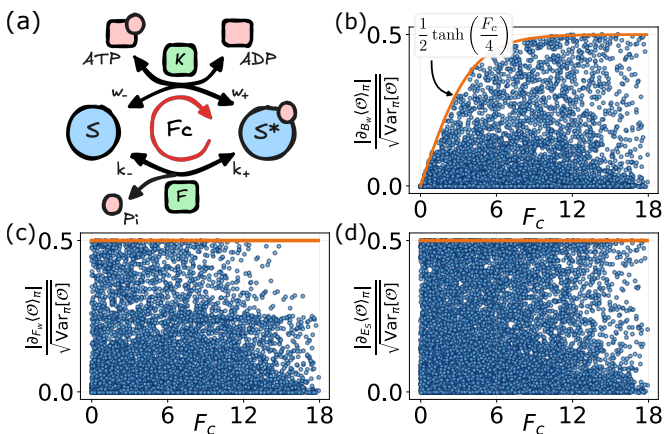 (a)
ATP
K
ADP
w₋
w₊
S
Fc
S*
k₋
k₊
F
Pi
(b)
1/2 tanh (F_c/4)
|∂_{B_w}⟨O⟩_π| / √Var_π[O]
0.5
0.0
0 6 12 18
F_c
(c)
|∂_{F_w}⟨O⟩_π| / √Var_π[O]
0.5
0.0
0 6 12 18
F_c
(d)
|∂_{E_S}⟨O⟩_π| / √Var_π[O]
0.5
0.0
0 6 12 18
F_c